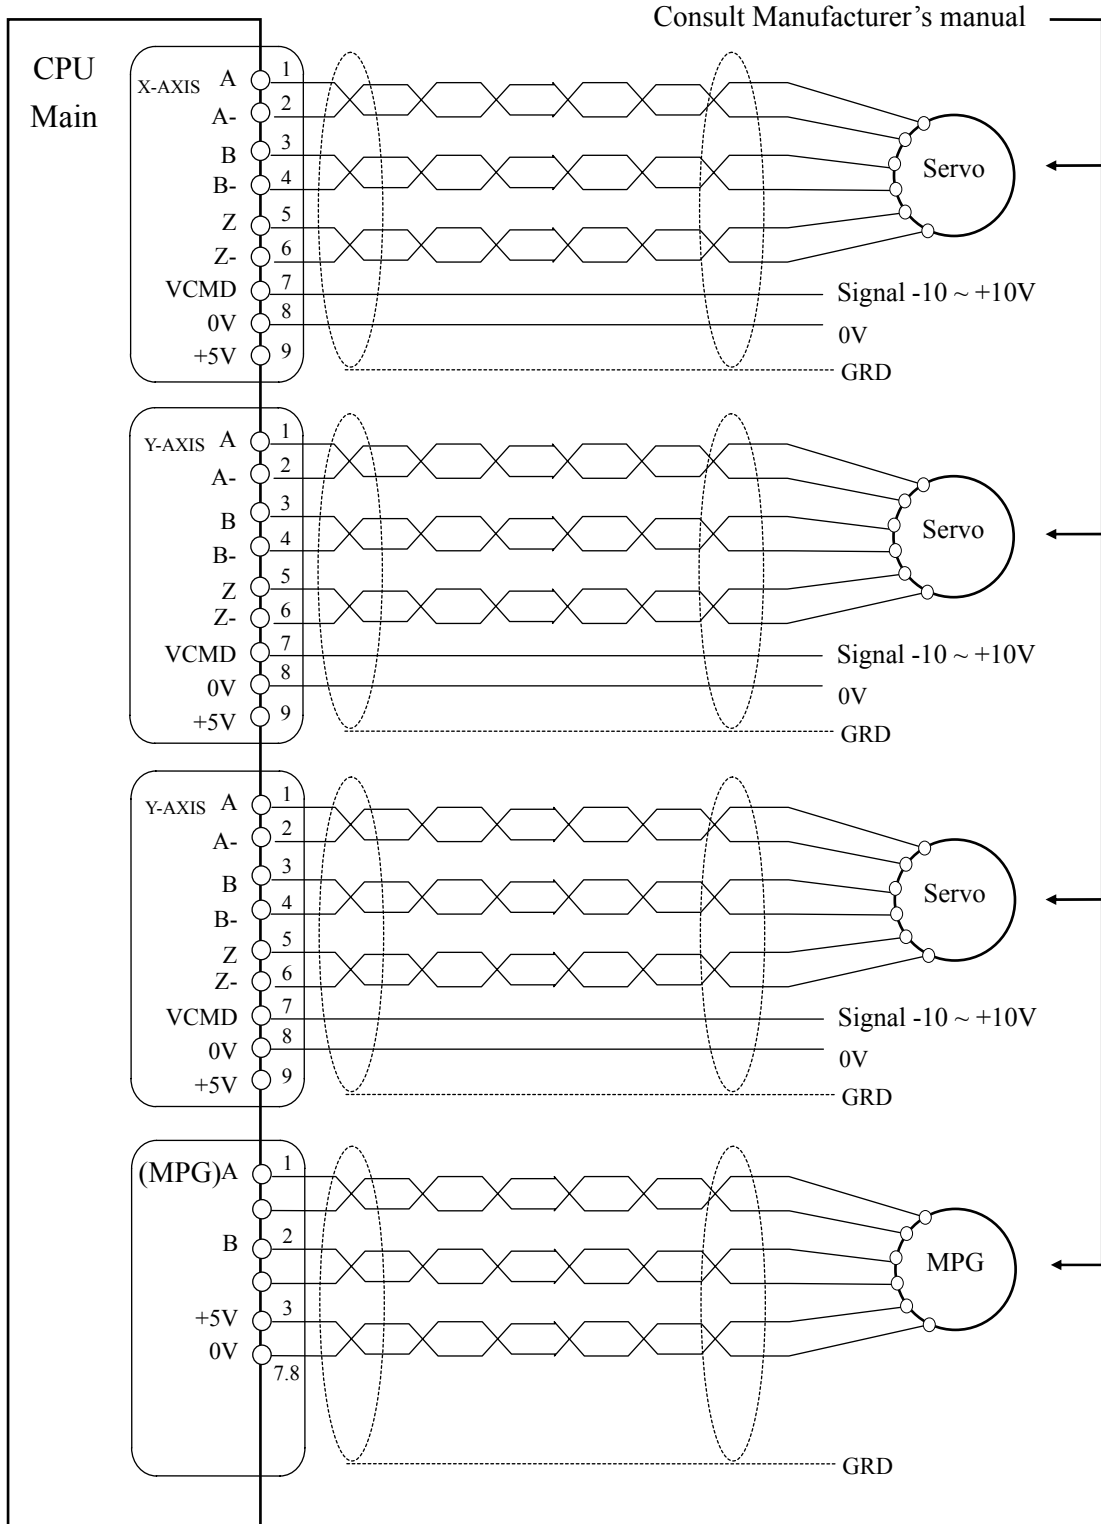 Consult Manufacturer's manual
CPU
Main
X-AXIS A 1
A- 2
B 3
B- 4
Z 5
Z- 6
VCMD 7
0V 8
+5V 9
Servo
Signal -10 ~ +10V
0V
GRD
Y-AXIS A 1
A- 2
B 3
B- 4
Z 5
Z- 6
VCMD 7
0V 8
+5V 9
Servo
Signal -10 ~ +10V
0V
GRD
Y-AXIS A 1
A- 2
B 3
B- 4
Z 5
Z- 6
VCMD 7
0V 8
+5V 9
Servo
Signal -10 ~ +10V
0V
GRD
(MPG) A 1
B 2
+5V 3
0V 7.8
MPG
GRD